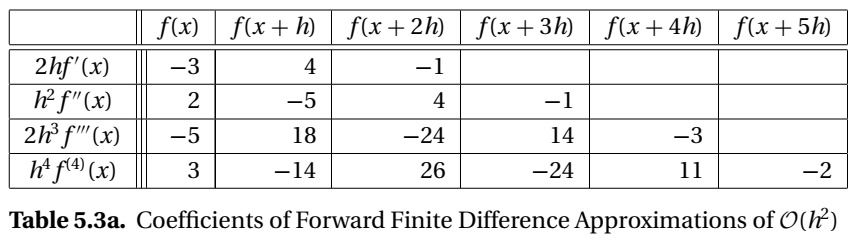 f(x) f(x + h) f(x + 2h) f(x + 3h) f(x + 4h) f(x + 5h)
2hf′(x) −3 4 −1
h²f″(x) 2 −5 4 −1
2h³f‴(x) −5 18 −24 14 −3
h⁴f⁽⁴⁾(x) 3 −14 26 −24 11 −2
Table 5.3a. Coefficients of Forward Finite Difference Approximations of 𝒪(h²)